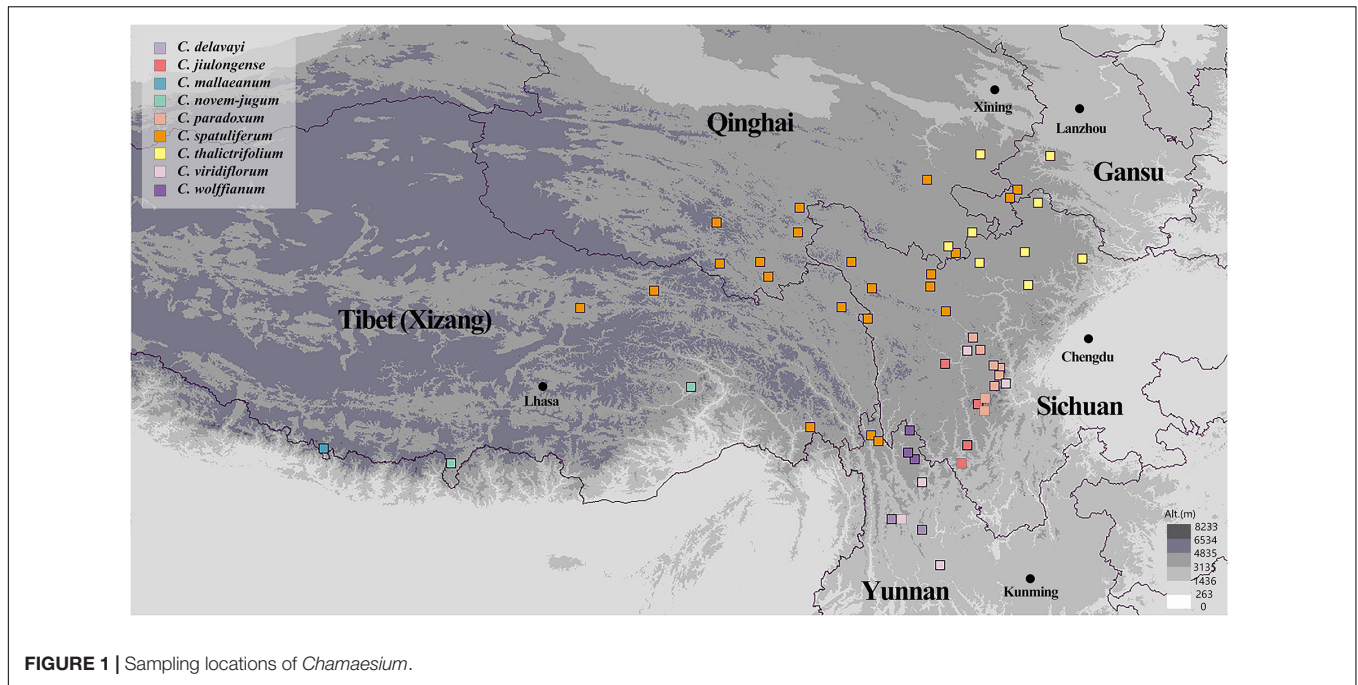 C. delavayi
C. jiulongense
C. mallaeanum
C. novem-jugum
C. paradoxum
C. spatuliferum
C. thalictrifolium
C. viridiflorum
C. wolffianum
Qinghai
Xining
Lanzhou
Gansu
Tibet (Xizang)
Lhasa
Chengdu
Sichuan
Yunnan
Kunming
Alt.(m)
8233
6534
4835
3135
1436
263
0
FIGURE 1 | Sampling locations of Chamaesium.